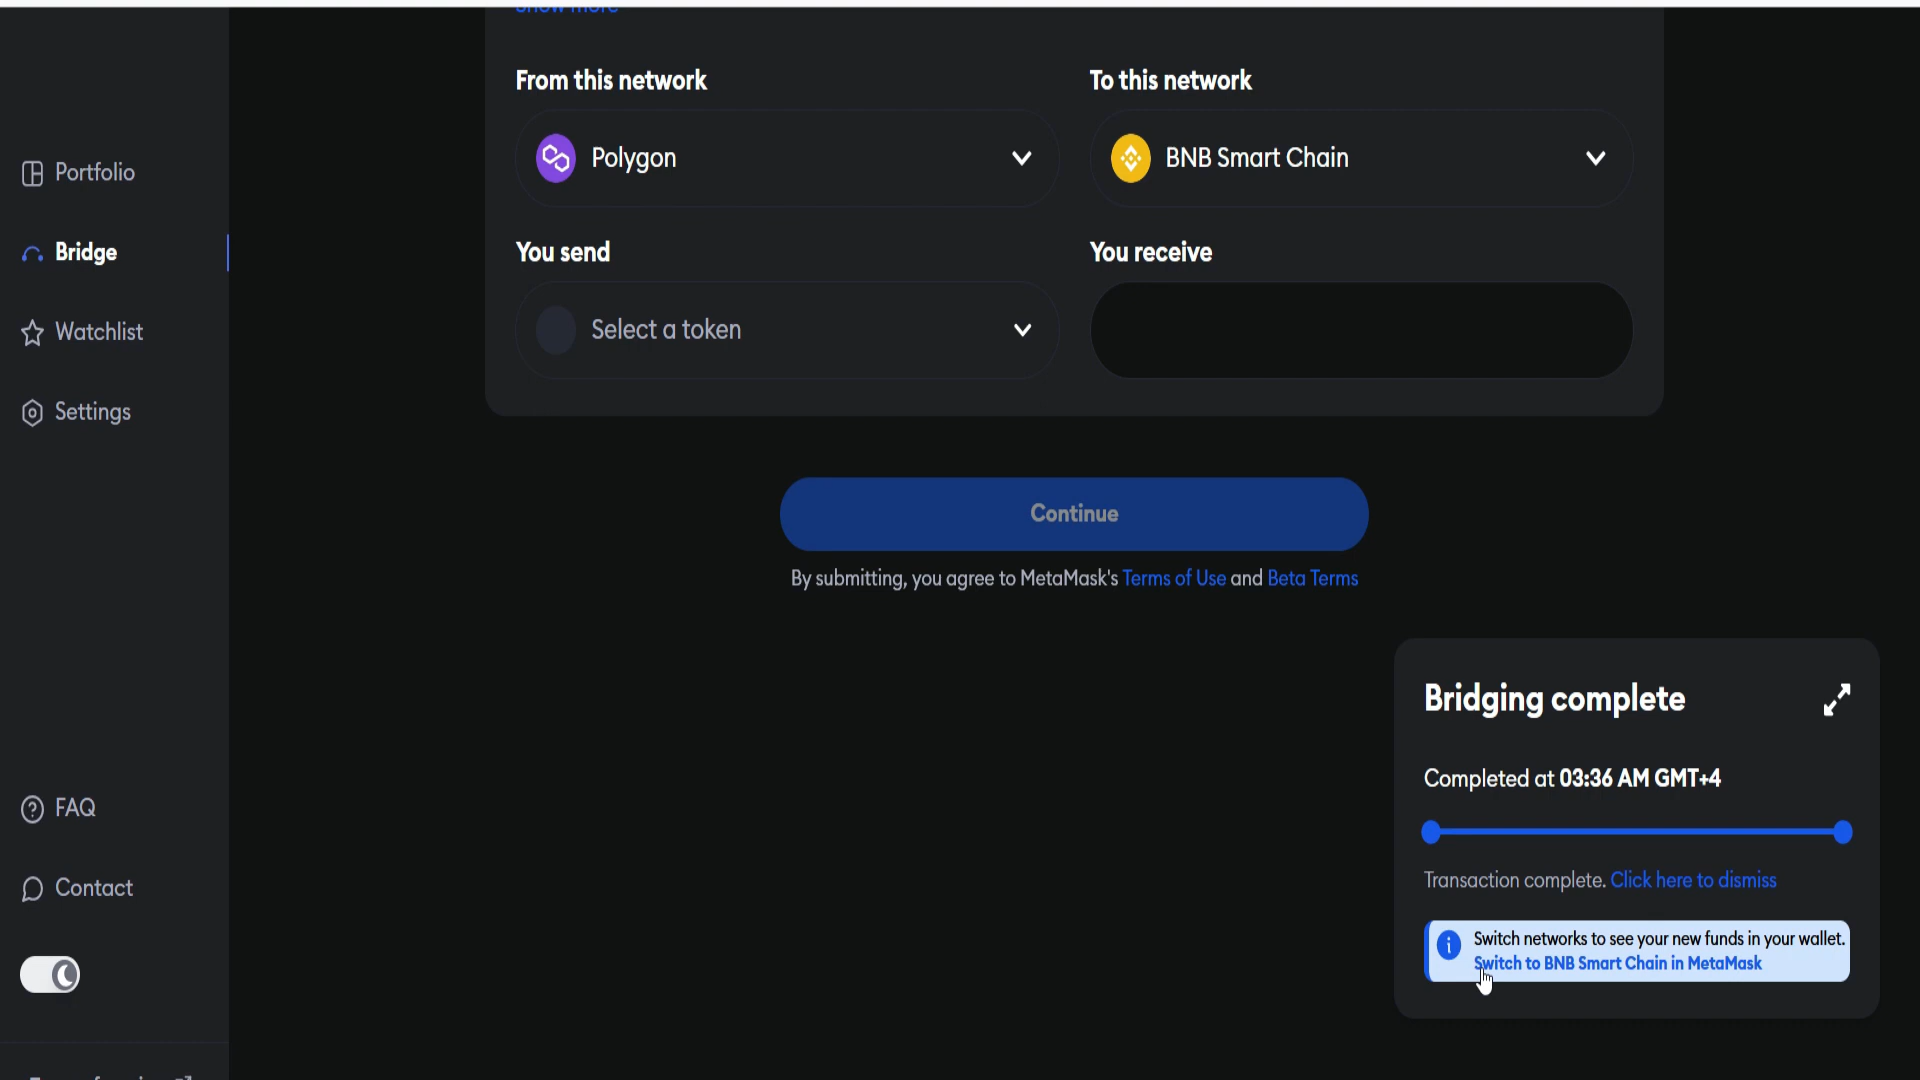 Show more
From this network
To this network
Polygon
BNB Smart Chain
You send
You receive
Select a token
Continue
By submitting, you agree to MetaMask's Terms of Use and Beta Terms
Portfolio
Bridge
Watchlist
Settings
FAQ
Contact
Bridging complete
Completed at 03:36 AM GMT+4
Transaction complete. Click here to dismiss
Switch networks to see your new funds in your wallet.
Switch to BNB Smart Chain in MetaMask